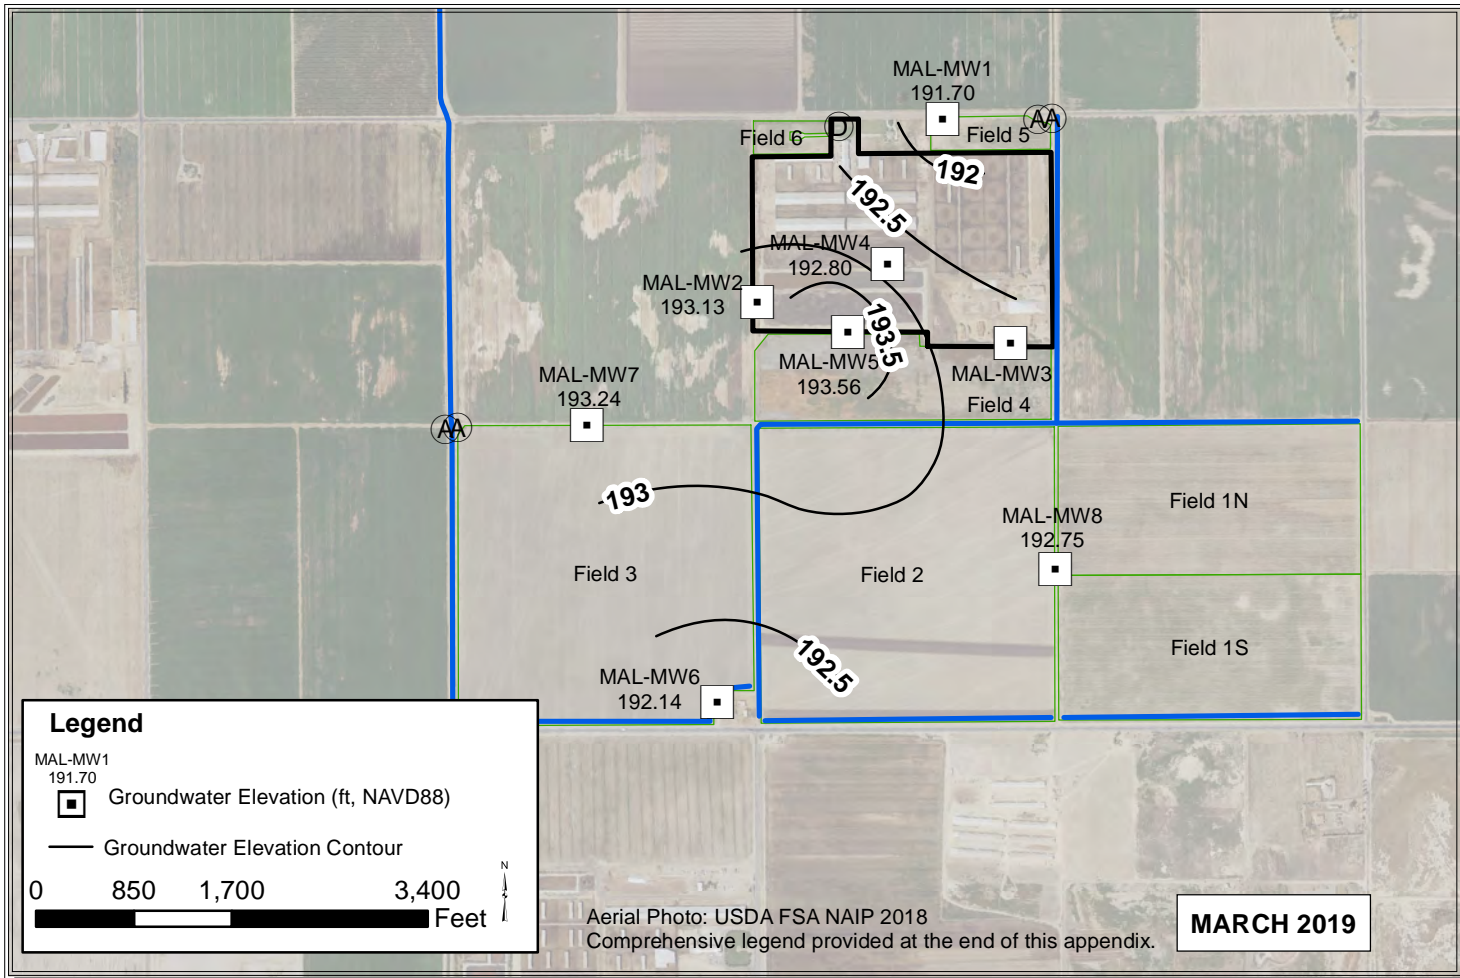 MAL-MW1
191.70
AA
Field 6
D
Field 5
192
192.5
MAL-MW4
192.80
MAL-MW2
193.13
193.5
MAL-MW5
193.56
MAL-MW3
Field 4
MAL-MW7
193.24
AA
193
Field 1N
MAL-MW8
192.75
Field 3
Field 2
Field 1S
192.5
MAL-MW6
192.14
Legend
MAL-MW1
191.70
Groundwater Elevation (ft, NAVD88)
Groundwater Elevation Contour
N
0 850 1,700 3,400
Feet
Aerial Photo: USDA FSA NAIP 2018
Comprehensive legend provided at the end of this appendix.
MARCH 2019